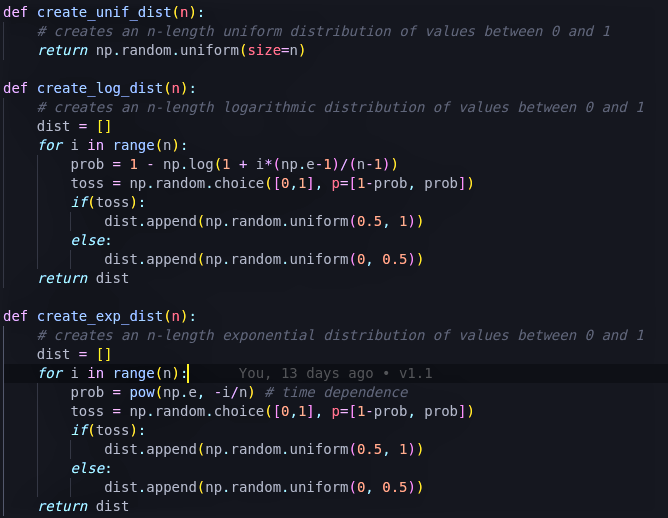 def create_unif_dist(n):
    # creates an n-length uniform distribution of values between 0 and 1
    return np.random.uniform(size=n)

def create_log_dist(n):
    # creates an n-length logarithmic distribution of values between 0 and 1
    dist = []
    for i in range(n):
        prob = 1 - np.log(1 + i*(np.e-1)/(n-1))
        toss = np.random.choice([0,1], p=[1-prob, prob])
        if(toss):
            dist.append(np.random.uniform(0.5, 1))
        else:
            dist.append(np.random.uniform(0, 0.5))
    return dist

def create_exp_dist(n):
    # creates an n-length exponential distribution of values between 0 and 1
    dist = []
    for i in range(n):      You, 13 days ago • v1.1
        prob = pow(np.e, -i/n) # time dependence
        toss = np.random.choice([0,1], p=[1-prob, prob])
        if(toss):
            dist.append(np.random.uniform(0.5, 1))
        else:
            dist.append(np.random.uniform(0, 0.5))
    return dist